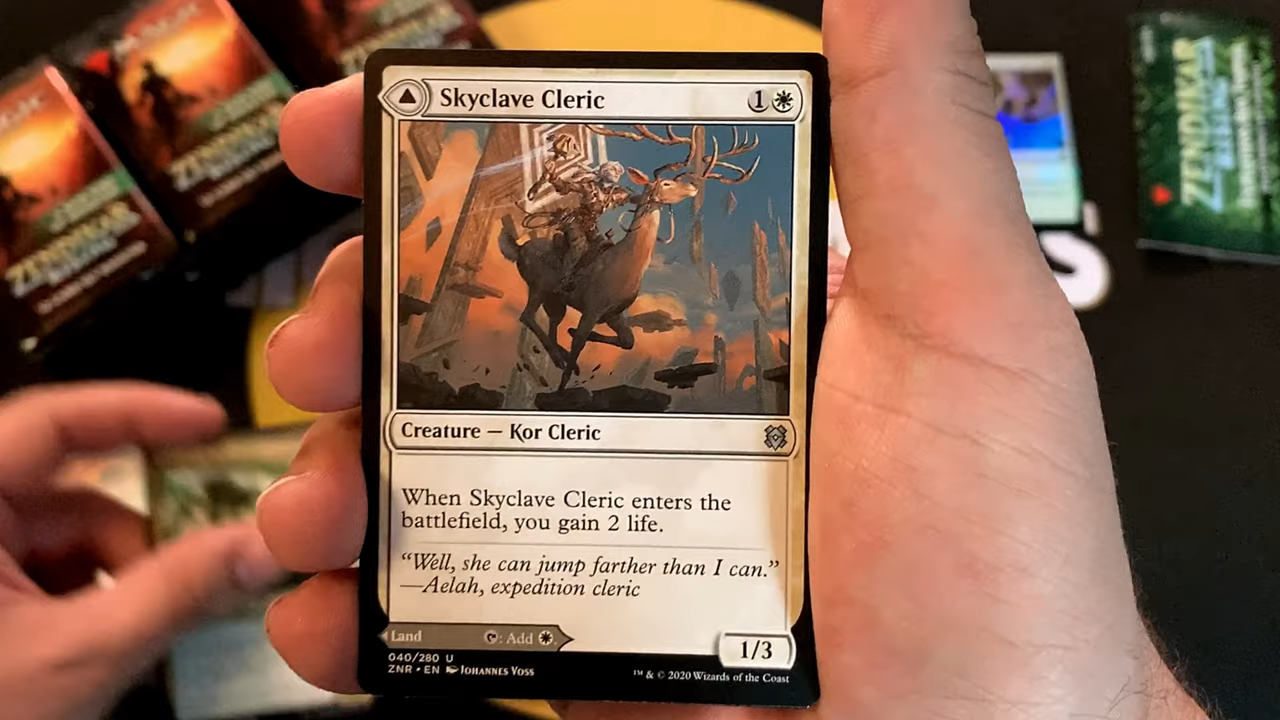 Skyclave Cleric 1
Creature — Kor Cleric
When Skyclave Cleric enters the
battlefield, you gain 2 life.
“Well, she can jump farther than I can.”
—Aelah, expedition cleric
Land : Add .
1/3
040/280 U
ZNR • EN Johannes Voss
™ & © 2020 Wizards of the Coast
ZENDIKAR
ZENDIKAR
ZENDIKAR
S